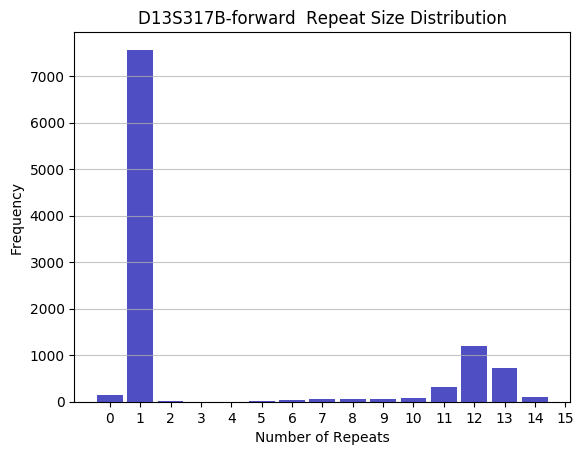 D13S317B-forward  Repeat Size Distribution
7000
6000
5000
4000
3000
2000
1000
0
Frequency
0 1 2 3 4 5 6 7 8 9 10 11 12 13 14 15
Number of Repeats